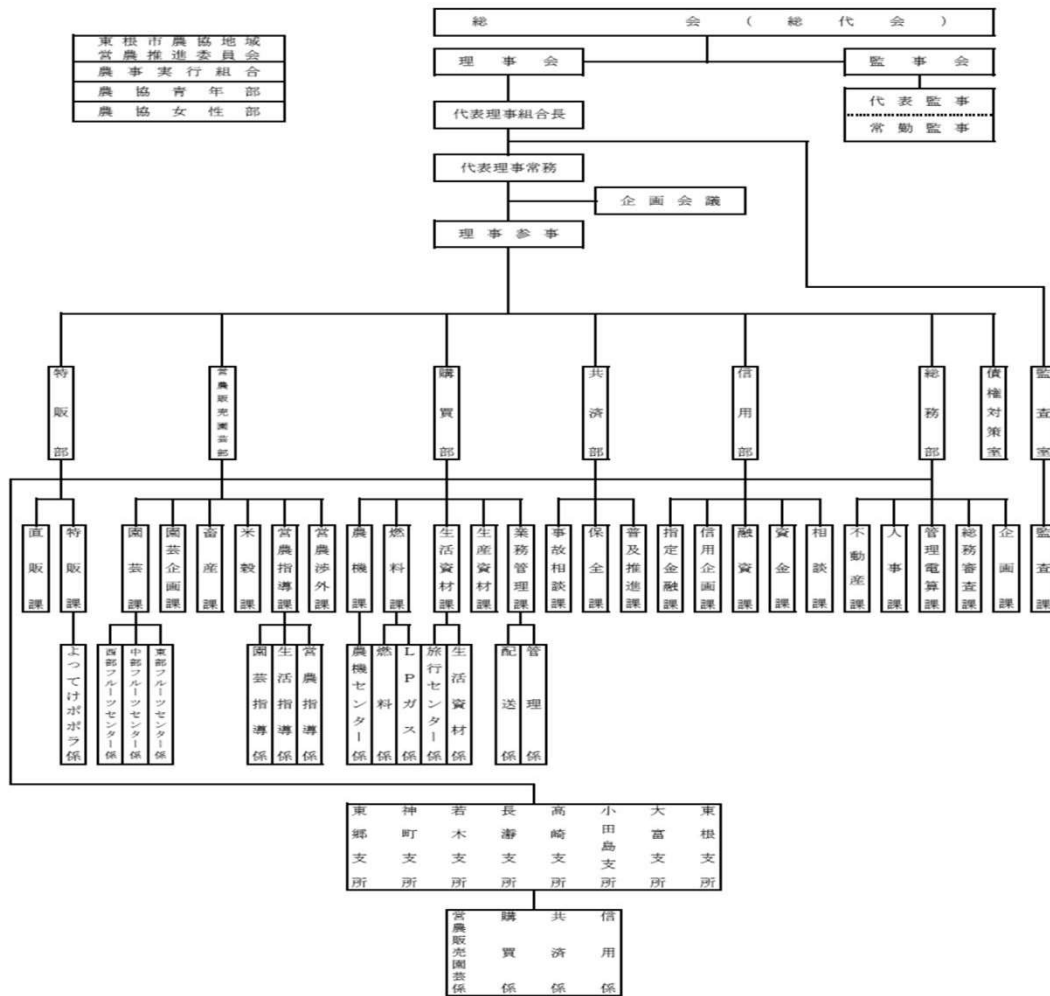 総会（総代会）
東根市農協地域
営農推進委員会
農事実行組合
農協青年部
農協女性部
理事会
監事会
代表監事
常勤監事
代表理事組合長
代表理事常務
企画会議
理事参事
特販部
営農販売園芸部
購買部
共済部
信用部
総務部
債権対策室
監査室
直販課
特販課
園芸課
園芸企画課
畜産課
米穀課
営農指導課
営農渉外課
農機課
燃料課
生活資材課
生産資材課
業務管理課
事故相談課
保全課
普及推進課
指定金融課
信用企画課
融資課
資金課
相談課
不動産課
人事課
管理電算課
総務審査課
企画課
監査課
よってけポポラ係
西部フルーツセンター係
中部フルーツセンター係
東部フルーツセンター係
園芸指導係
生活指導係
営農指導係
農機センター係
燃料係
LPガス係
旅行センター係
生活資材係
配送係
管理係
東郷支所
神町支所
若木支所
長瀞支所
高崎支所
小田島支所
大富支所
東根支所
営農販売園芸係
購買係
共済係
信用係